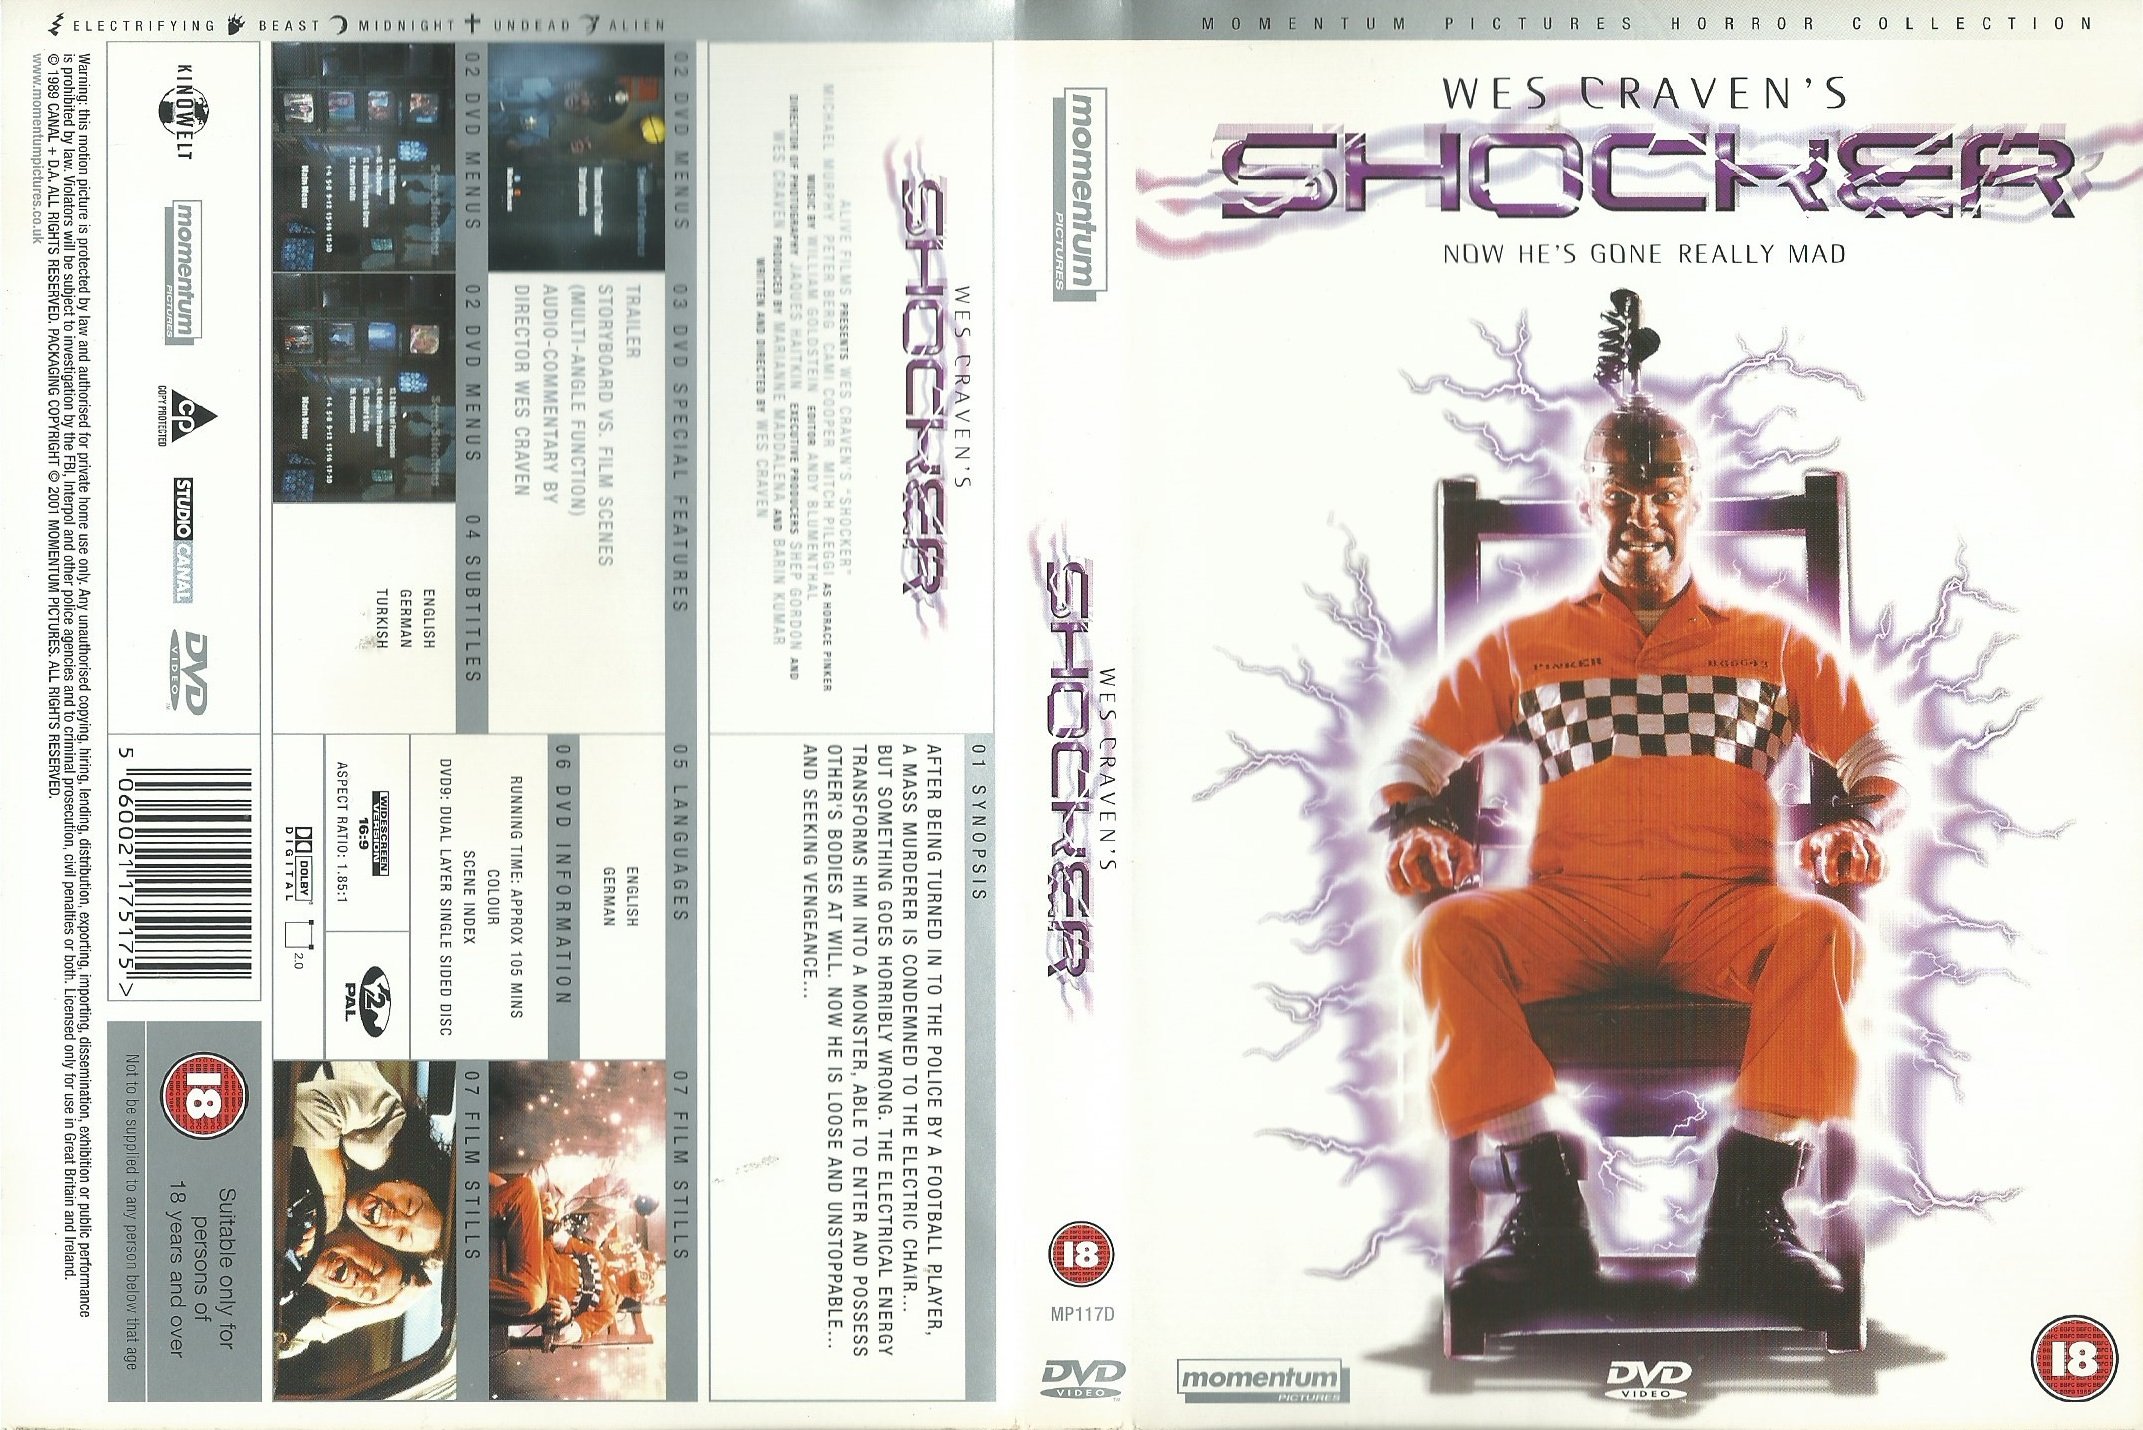 ELECTRIFYING BEAST MIDNIGHT UNDEAD ALIEN
MOMENTUM PICTURES HORROR COLLECTION
WES CRAVEN'S
SHOCKER
NOW HE'S GONE REALLY MAD
PINKER
momentum
PICTURES
DVD
VIDEO
18
momentum
PICTURES
WES CRAVEN'S
SHOCKER
18
MP117D
DVD
VIDEO
WES CRAVEN'S
SHOCKER
ALIVE FILMS PRESENTS WES CRAVEN'S "SHOCKER"
MICHAEL MURPHY PETER BERG CAMI COOPER MITCH PILEGGI AS HORACE PINKER
MUSIC BY WILLIAM GOLDSTEIN EDITION ANDY BLUMENTHAL
DIRECTOR OF PHOTOGRAPHY JAQUES HAITKIN EXECUTIVE PRODUCERS SHEP GORDON AND
WES CRAVEN PRODUCED BY MARIANNE MADDALENA AND BARIN KUMAR
WRITTEN AND DIRECTED BY WES CRAVEN
01 SYNOPSIS
AFTER BEING TURNED IN TO THE POLICE BY A FOOTBALL PLAYER,
A MASS MURDERER IS CONDEMNED TO THE ELECTRIC CHAIR...
BUT SOMETHING GOES HORRIBLY WRONG. THE ELECTRICAL ENERGY
TRANSFORMS HIM INTO A MONSTER, ABLE TO ENTER AND POSSESS
OTHER'S BODIES AT WILL. NOW HE IS LOOSE AND UNSTOPPABLE...
AND SEEKING VENGEANCE...
02 DVD MENUS
03 DVD SPECIAL FEATURES
TRAILER
STORYBOARD VS. FILM SCENES
(MULTI-ANGLE FUNCTION)
AUDIO-COMMENTARY BY
DIRECTOR WES CRAVEN
05 LANGUAGES
ENGLISH
GERMAN
07 FILM STILLS
02 DVD MENUS
02 DVD MENUS
04 SUBTITLES
ENGLISH
GERMAN
TURKISH
06 DVD INFORMATION
RUNNING TIME: APPROX 105 MINS
COLOUR
SCENE INDEX
DVD9: DUAL LAYER SINGLE SIDED DISC
WIDESCREEN
VERSION
16:9
ASPECT RATIO: 1.85:1
2
PAL
DOLBY
DIGITAL
2.0
07 FILM STILLS
KINOWELT
momentum
PICTURES
CP
COPY PROTECTED
STUDIO CANAL
DVD
VIDEO
5 060021 175175 >
18
Suitable only for
persons of
18 years and over
Not to be supplied to any person below that age
Warning: this motion picture is protected by law and authorised for private home use only. Any unauthorised copying, hiring, lending, distribution, exporting, importing, dissemination, exhibition or public performance
is prohibited by law. Violators will be subject to investigation by the FBI, Interpol and other police agencies and to criminal prosecution, civil penalties or both. Licensed only for use in Great Britain and Ireland.
© 1989 CANAL + D.A. ALL RIGHTS RESERVED. PACKAGING COPYRIGHT © 2001 MOMENTUM PICTURES. ALL RIGHTS RESERVED.
www.momentumpictures.co.uk